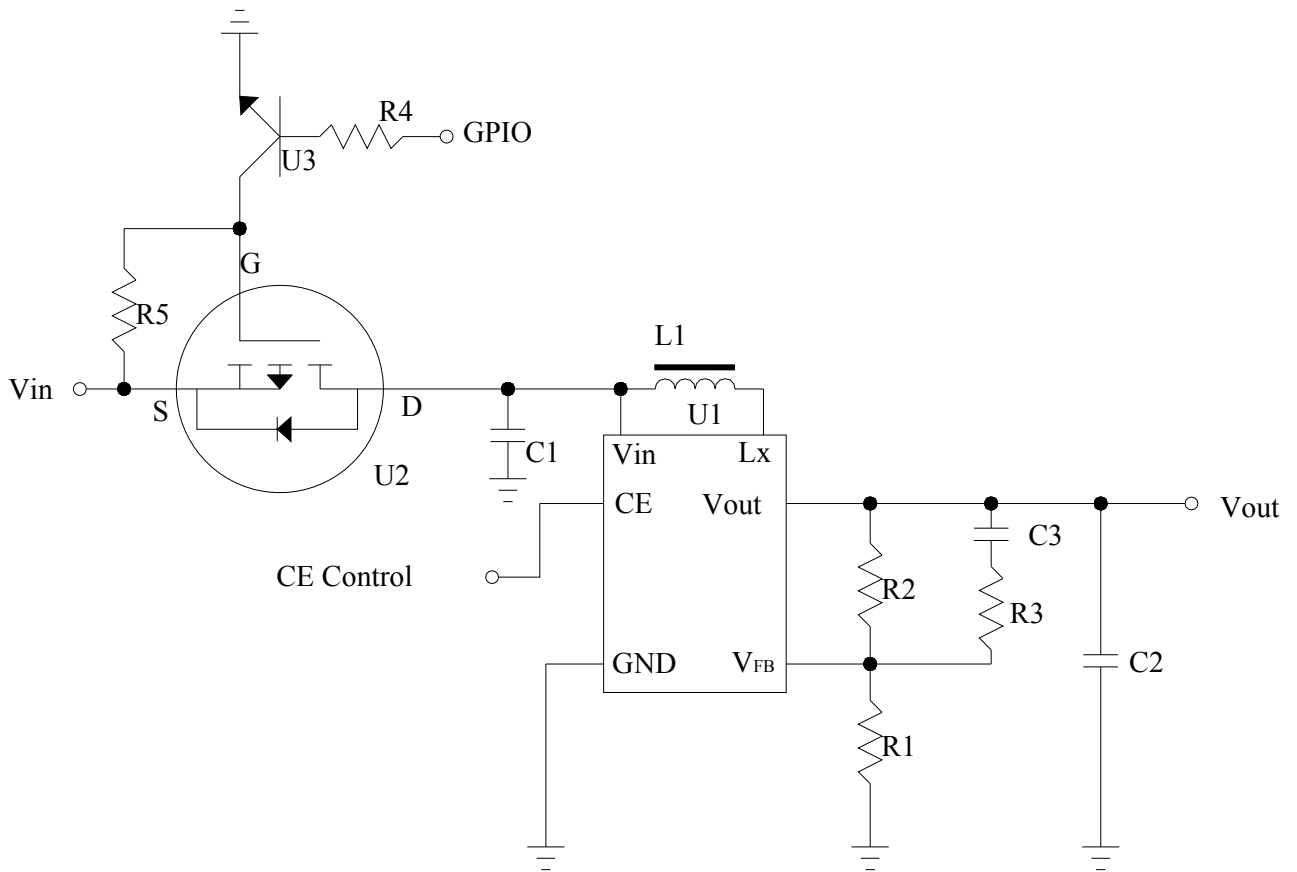 R4
GPIO
U3
G
R5
L1
Vin
S
D
U1
C1
Vin
Lx
U2
CE
Vout
Vout
C3
CE Control
R2
R3
GND
VFB
C2
R1